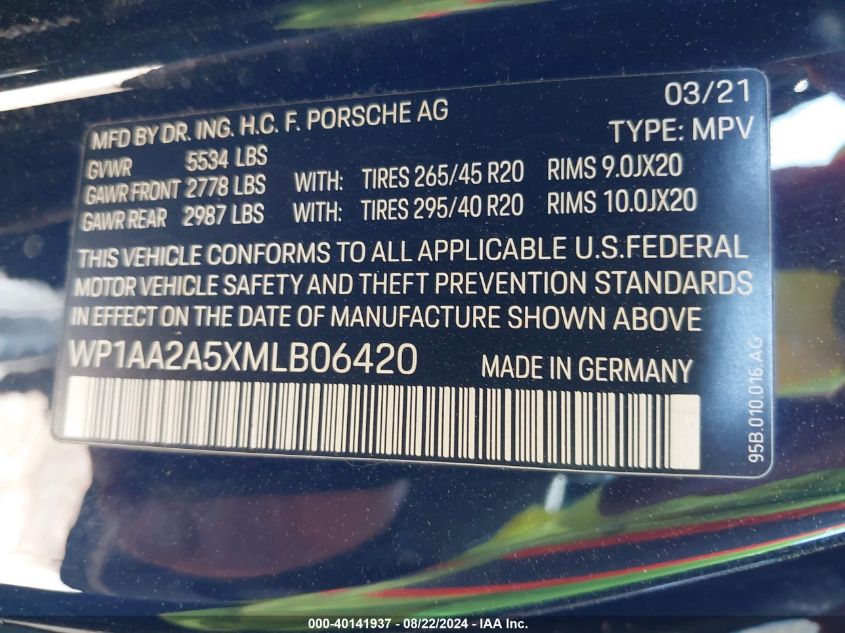 03/21
MFD BY DR. ING. H.C. F. PORSCHE AG
TYPE: MPV
GVWR 5534 LBS
GAWR FRONT 2778 LBS WITH: TIRES 265/45 R20 RIMS 9.0JX20
GAWR REAR 2987 LBS WITH: TIRES 295/40 R20 RIMS 10.0JX20
THIS VEHICLE CONFORMS TO ALL APPLICABLE U.S.FEDERAL
MOTOR VEHICLE SAFETY AND THEFT PREVENTION STANDARDS
IN EFFECT ON THE DATE OF MANUFACTURE SHOWN ABOVE.
WP1AA2A5XMLB06420 MADE IN GERMANY
95B.010.016 AG
000-40141937 - 08/22/2024 - IAA Inc.